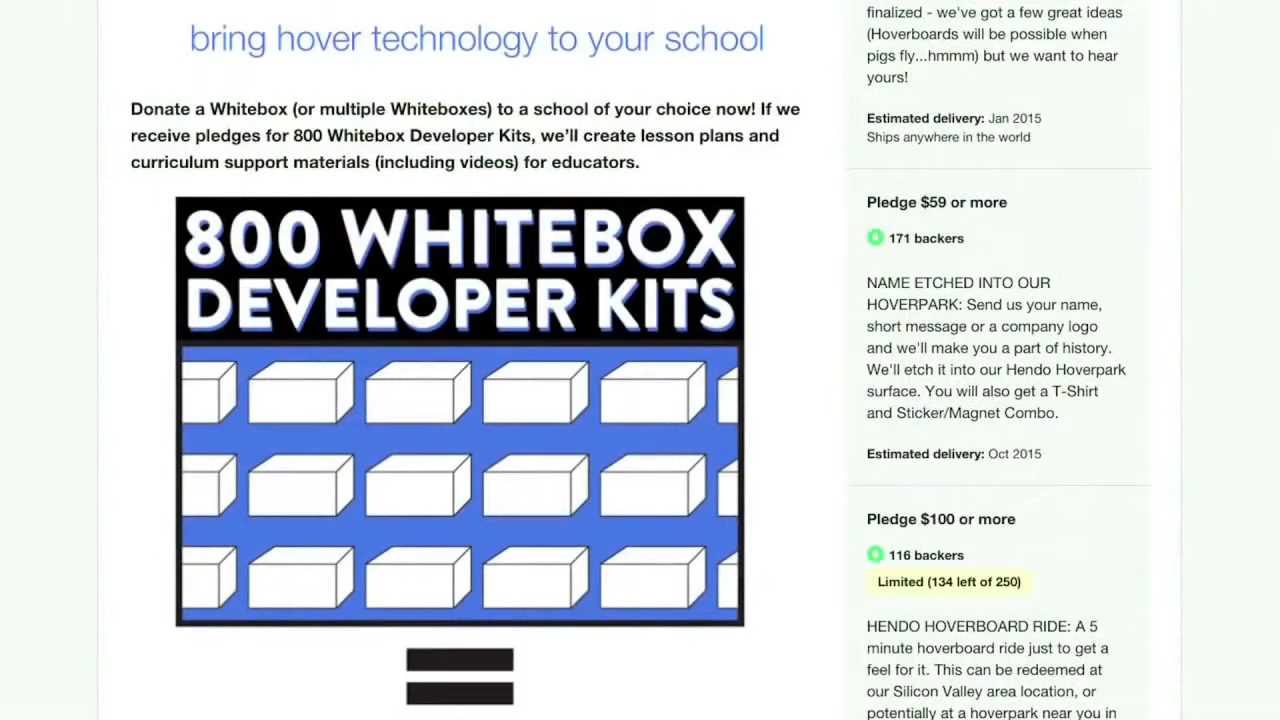 bring hover technology to your school
Donate a Whitebox (or multiple Whiteboxes) to a school of your choice now! If we
receive pledges for 800 Whitebox Developer Kits, we'll create lesson plans and
curriculum support materials (including videos) for educators.
800 WHITEBOX
DEVELOPER KITS
finalized - we've got a few great ideas
(Hoverboards will be possible when
pigs fly...hmmm) but we want to hear
yours!
Estimated delivery: Jan 2015
Ships anywhere in the world
Pledge $59 or more
171 backers
NAME ETCHED INTO OUR
HOVERPARK: Send us your name,
short message or a company logo
and we'll make you a part of history.
We'll etch it into our Hendo Hoverpark
surface. You will also get a T-Shirt
and Sticker/Magnet Combo.
Estimated delivery: Oct 2015
Pledge $100 or more
116 backers
Limited (134 left of 250)
HENDO HOVERBOARD RIDE: A 5
minute hoverboard ride just to get a
feel for it. This can be redeemed at
our Silicon Valley area location, or
potentially at a hoverpark near you in